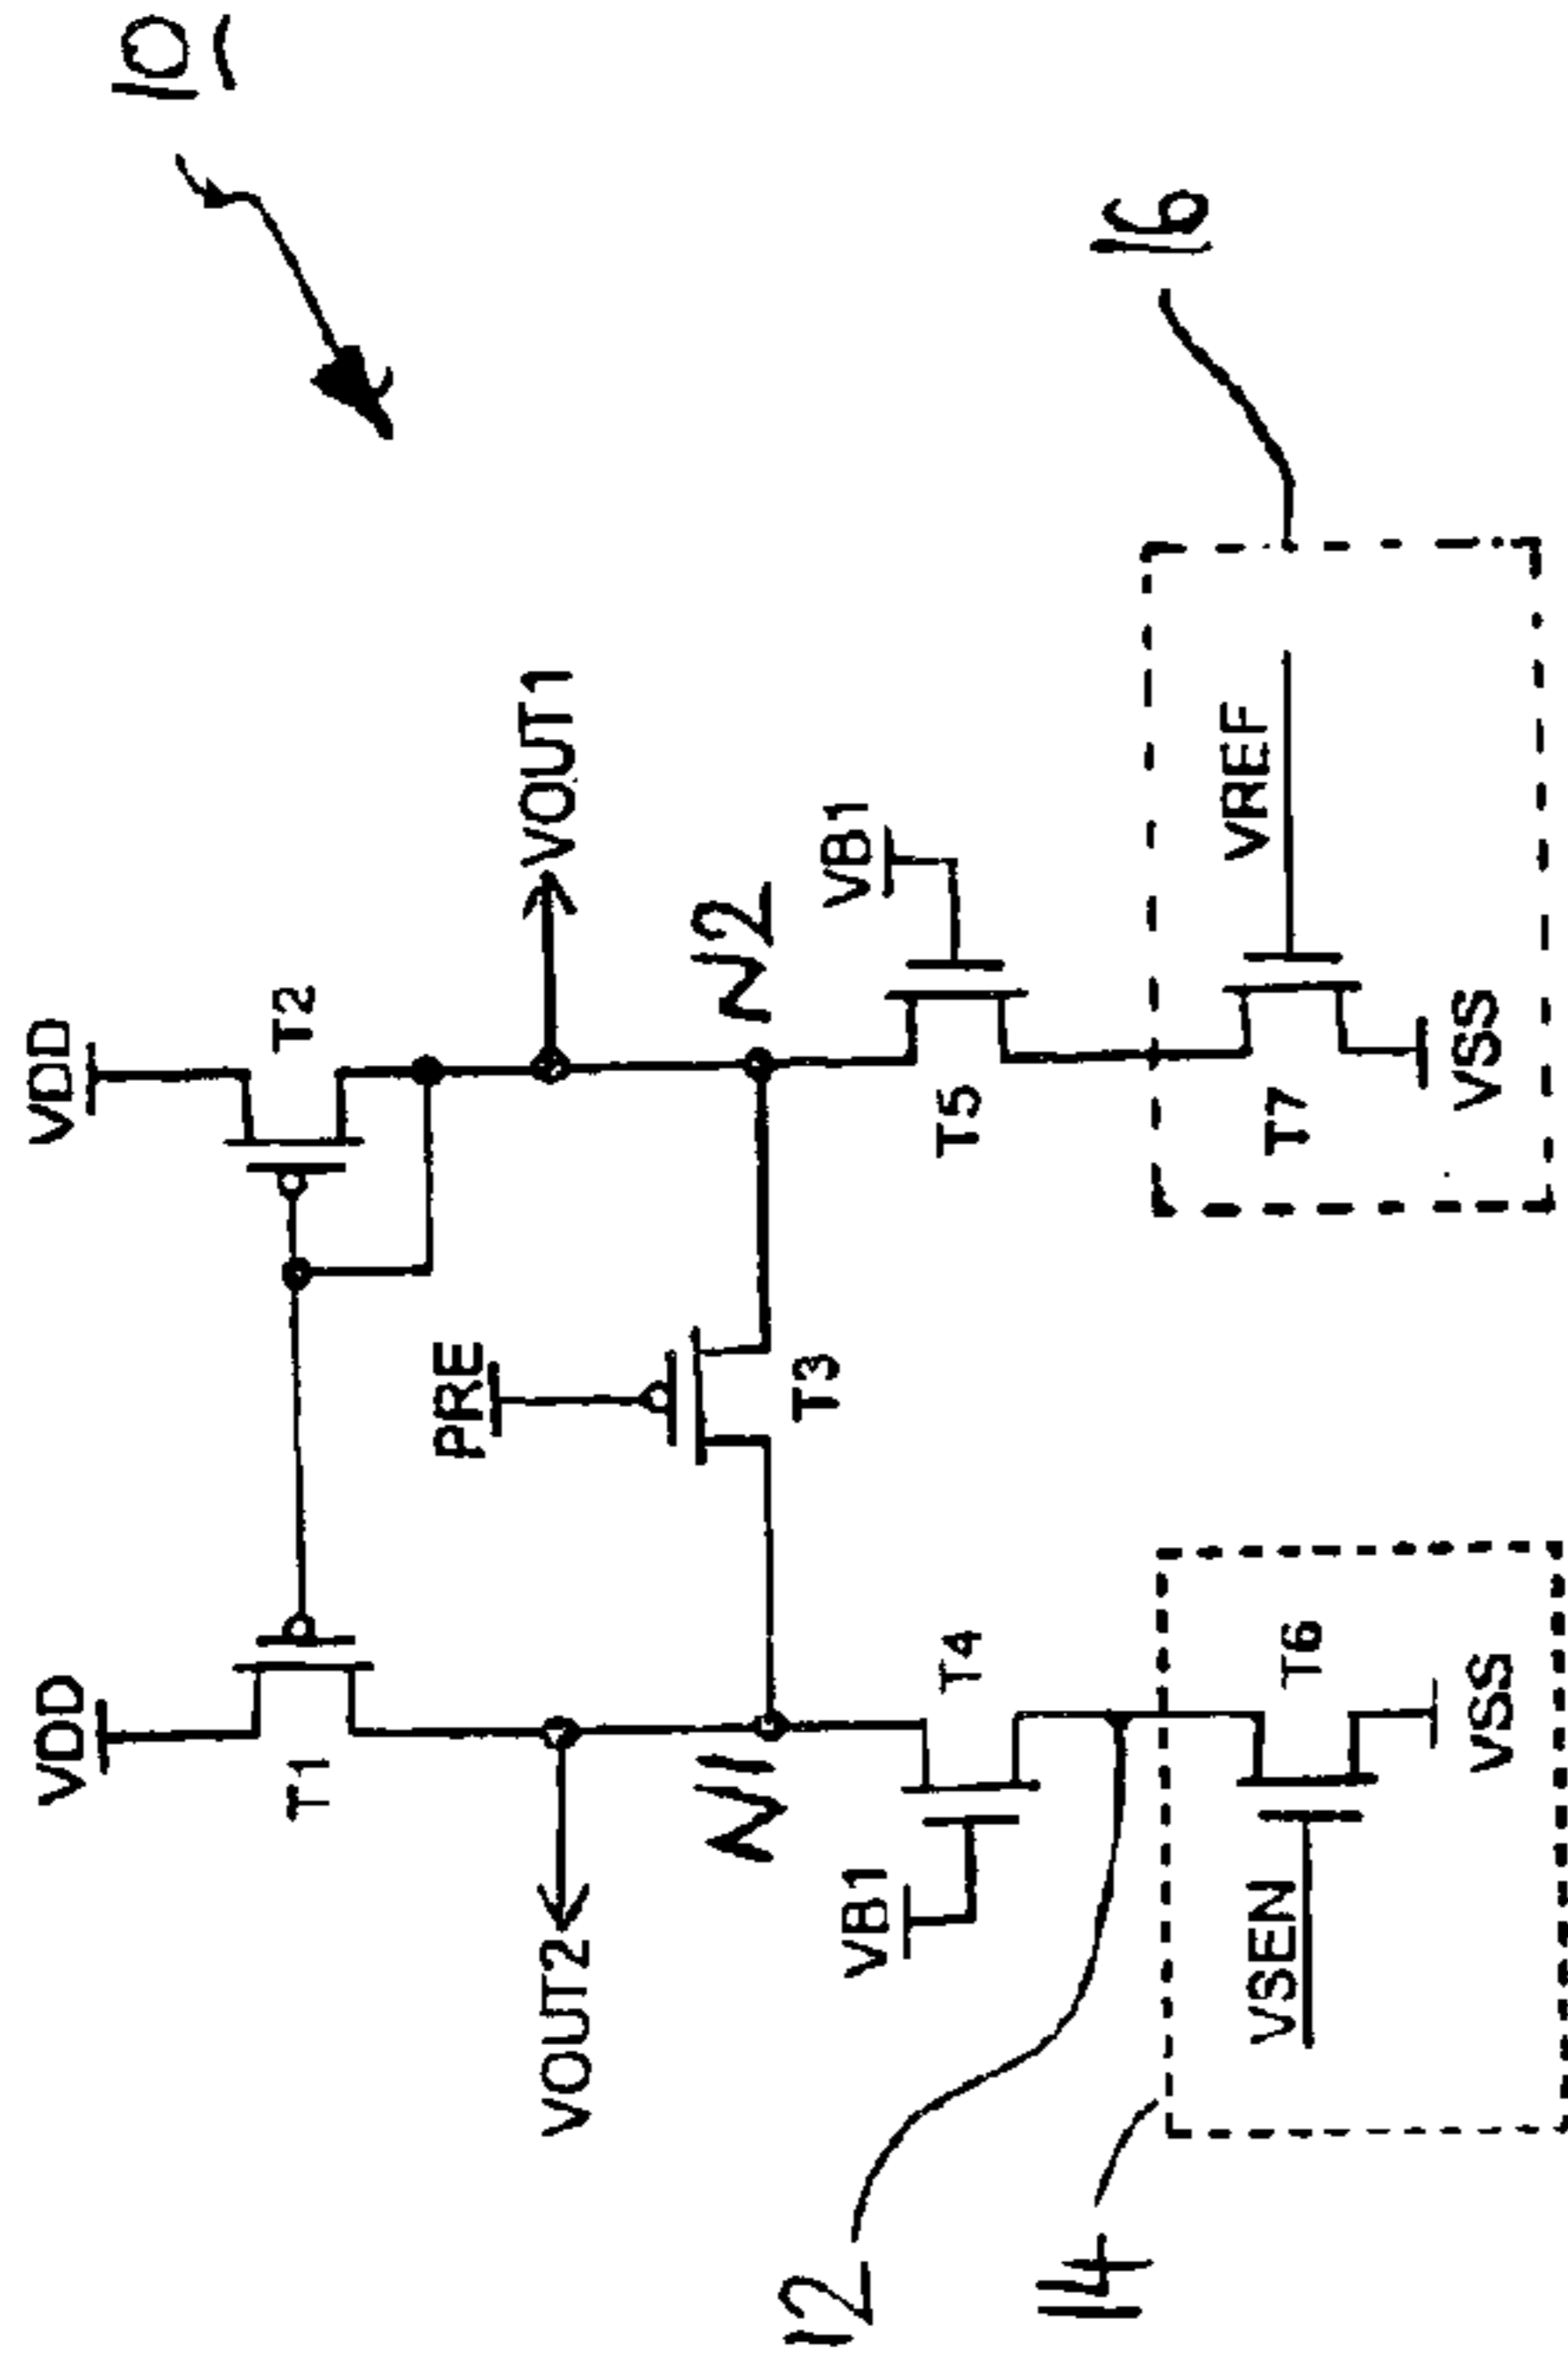 VDD
VDD
10
T1
T2
PRE
VOUT2
VOUT1
N1
N2
T3
12
VB1
VB1
T4
T5
14
16
VSEN
T6
T7
VREF
VSS
VSS